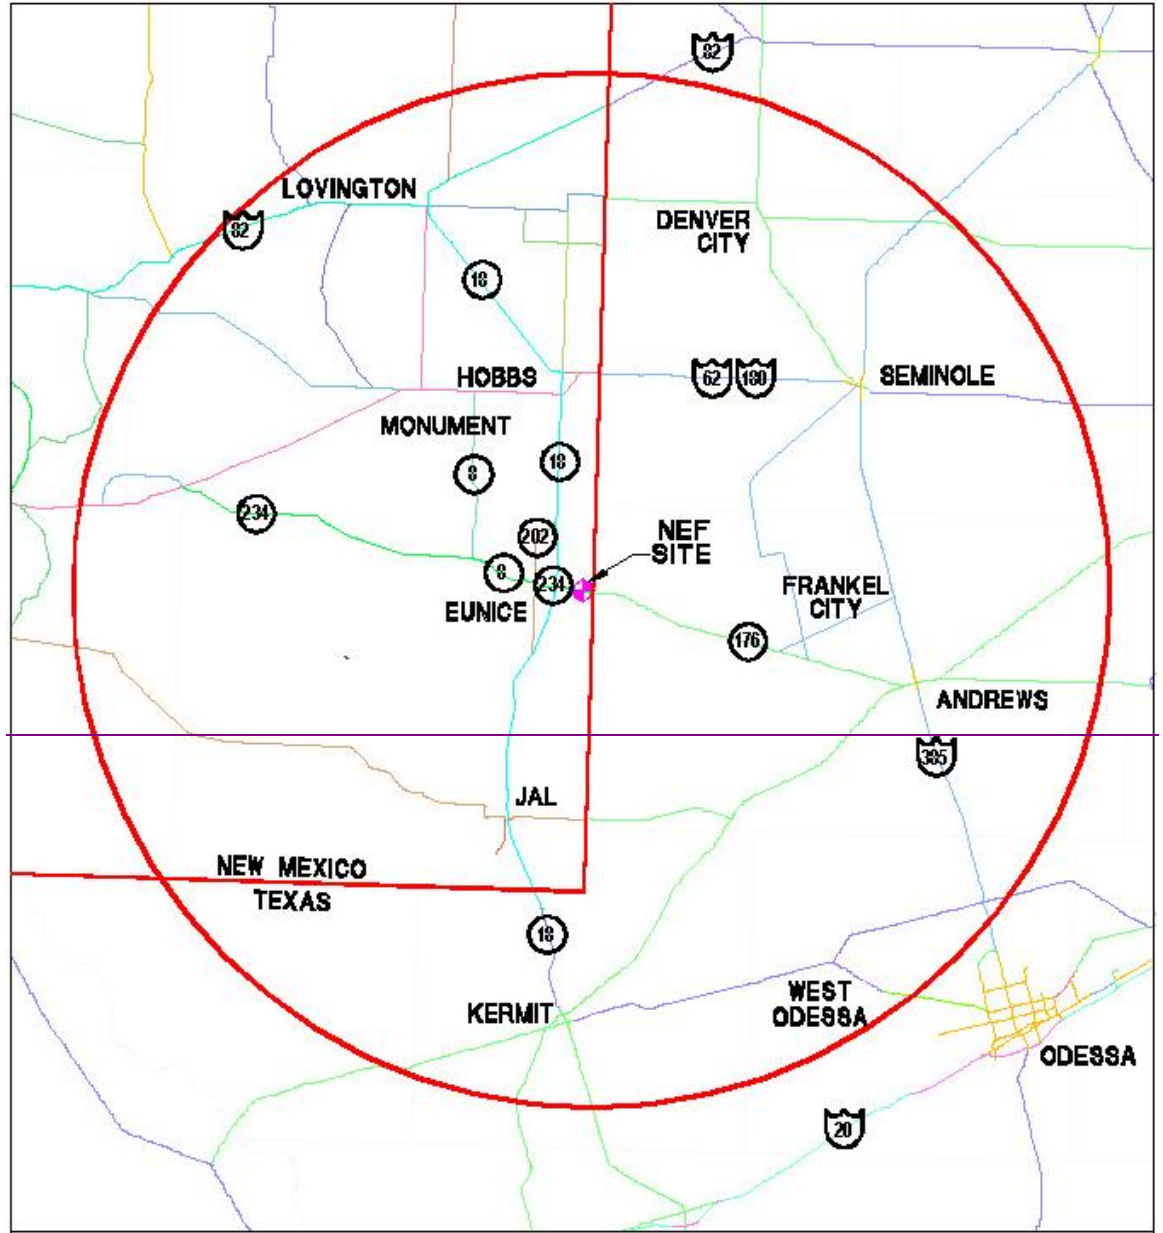 82
LOVINGTON
82
DENVER
CITY
18
HOBBS
62
180
SEMINOLE
MONUMENT
8
18
234
202
NEF
SITE
8
234
EUNICE
FRANKEL
CITY
176
ANDREWS
385
JAL
NEW MEXICO
TEXAS
18
KERMIT
WEST
ODESSA
ODESSA
20